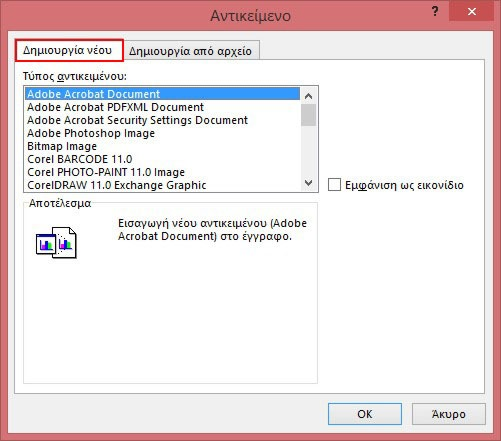 Αντικείμενο
?
Δημιουργία νέου
Δημιουργία από αρχείο
Τύπος αντικειμένου:
Adobe Acrobat Document
Adobe Acrobat PDFXML Document
Adobe Acrobat Security Settings Document
Adobe Photoshop Image
Bitmap Image
Corel BARCODE 11.0
Corel PHOTO-PAINT 11.0 Image
CorelDRAW 11.0 Exchange Graphic
Εμφάνιση ως εικονίδιο
Αποτέλεσμα
Εισαγωγή νέου αντικειμένου (Adobe
Acrobat Document) στο έγγραφο.
OK
Άκυρο